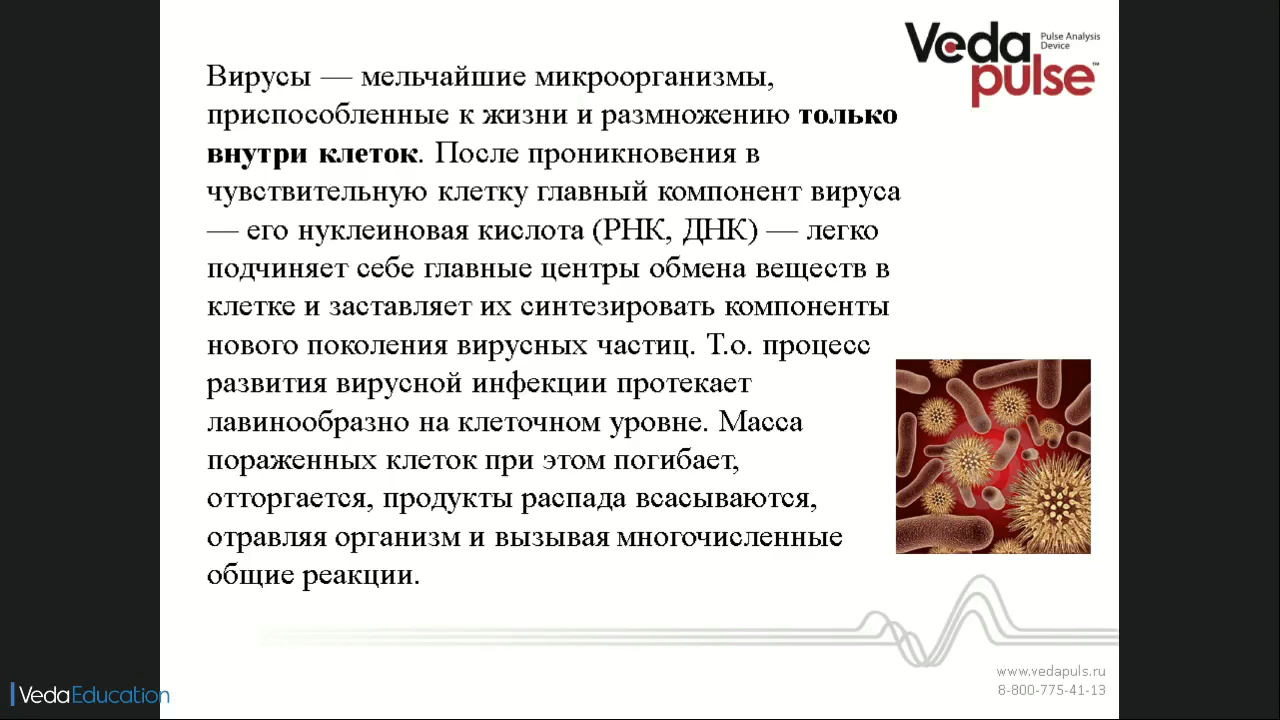 Veda Pulse Analysis
Device
pulse™
Вирусы — мельчайшие микроорганизмы,
приспособленные к жизни и размножению только
внутри клеток. После проникновения в
чувствительную клетку главный компонент вируса
— его нуклеиновая кислота (РНК, ДНК) — легко
подчиняет себе главные центры обмена веществ в
клетке и заставляет их синтезировать компоненты
нового поколения вирусных частиц. Т.о. процесс
развития вирусной инфекции протекает
лавинообразно на клеточном уровне. Масса
пораженных клеток при этом погибает,
отторгается, продукты распада всасываются,
отравляя организм и вызывая многочисленные
общие реакции.
www.vedapuls.ru
8-800-775-41-13
VedaEducation